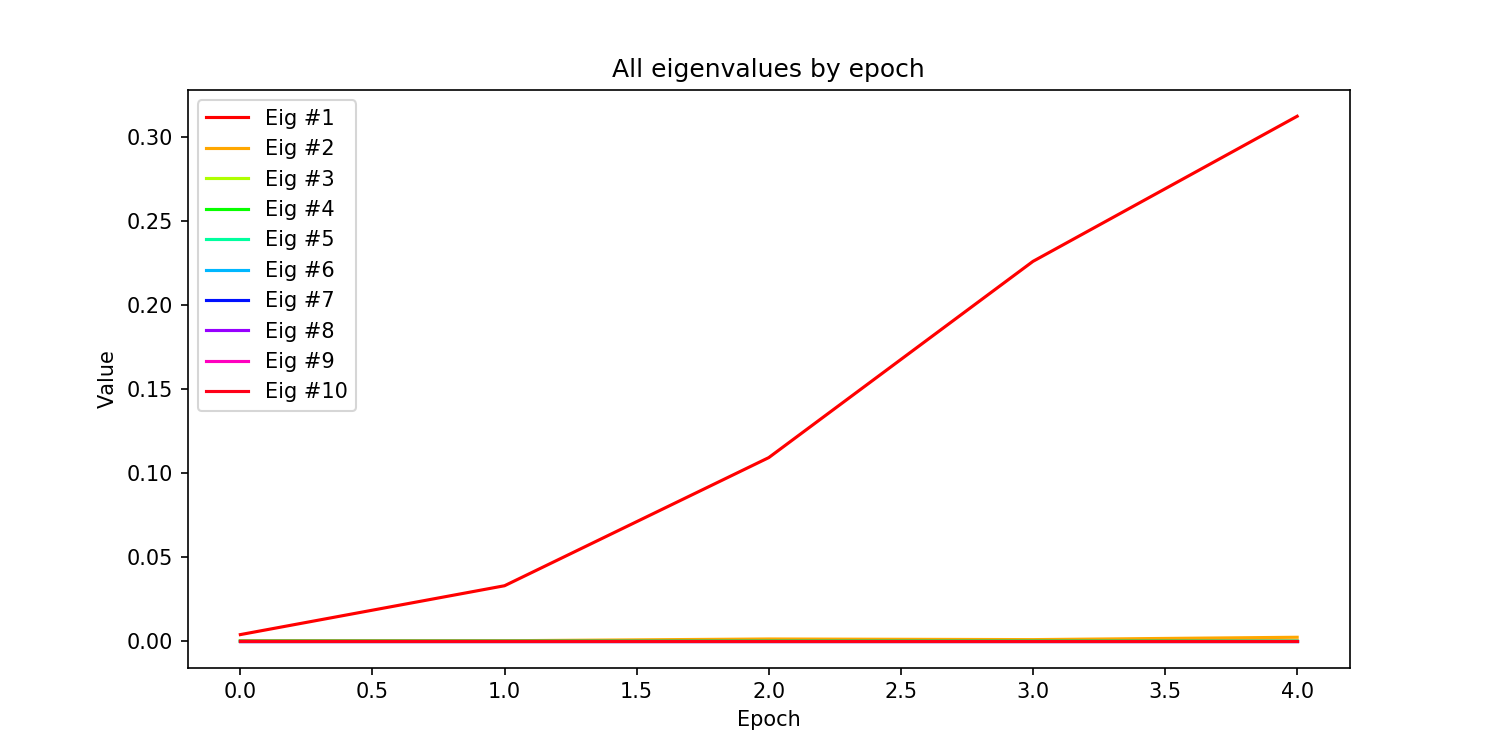 All eigenvalues by epoch
Eig #1
Eig #2
Eig #3
Eig #4
Eig #5
Eig #6
Eig #7
Eig #8
Eig #9
Eig #10
Value
0.30
0.25
0.20
0.15
0.10
0.05
0.00
0.0 0.5 1.0 1.5 2.0 2.5 3.0 3.5 4.0
Epoch